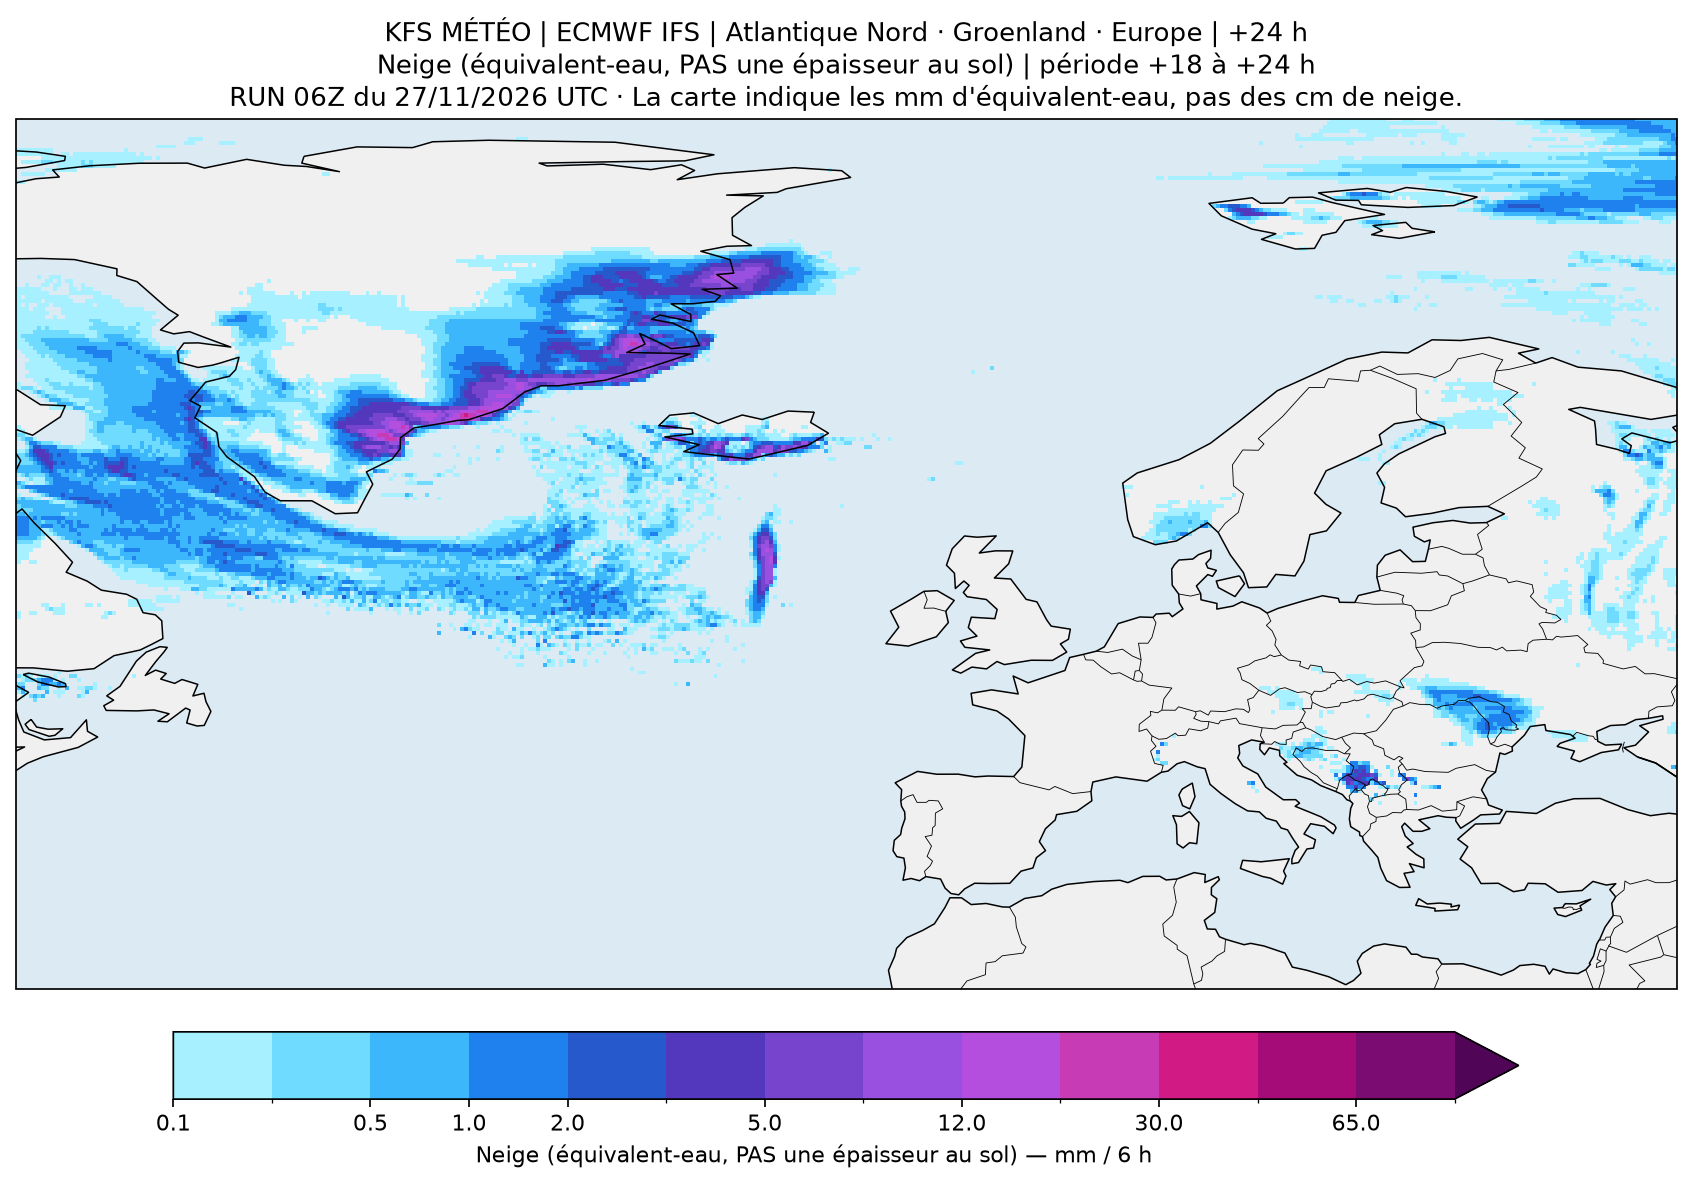 KFS MÉTÉO | ECMWF IFS | Atlantique Nord · Groenland · Europe | +24 h
Neige (équivalent-eau, PAS une épaisseur au sol) | période +18 à +24 h
RUN 06Z du 27/11/2026 UTC · La carte indique les mm d'équivalent-eau, pas des cm de neige.
0.1 0.5 1.0 2.0 5.0 12.0 30.0 65.0
Neige (équivalent-eau, PAS une épaisseur au sol) — mm / 6 h